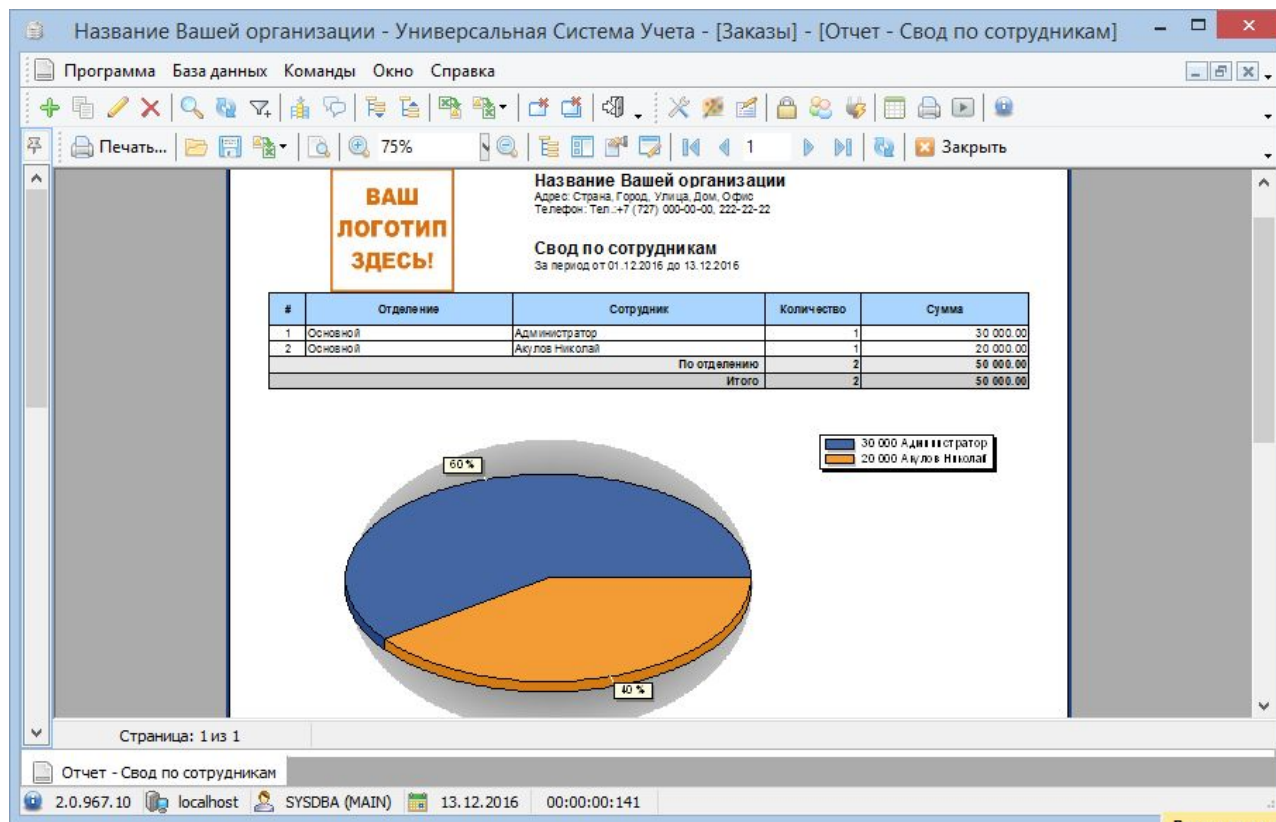 Название Вашей организации - Универсальная Система Учета - [Заказы] - [Отчет - Свод по сотрудникам]
Программа База данных Команды Окно Справка
Печать... 75% 1 Закрыть
ВАШ
ЛОГОТИП
ЗДЕСЬ!
Название Вашей организации
Адрес: Страна, Город, Улица, Дом, Офис
Телефон: Тел.:+7 (727) 000-00-00, 222-22-22
Свод по сотрудникам
За период от 01.12.2016 до 13.12.2016
# Отделение Сотрудник Количество Сумма
1 Основной Администратор 1 30 000.00
2 Основной Акулов Николай 1 20 000.00
По отделению 2 50 000.00
Итого 2 50 000.00
30 000 Администратор
20 000 Акулов Николай
60 %
40 %
Страница: 1 из 1
Отчет - Свод по сотрудникам
2.0.967.10 localhost SYSDBA (MAIN) 13.12.2016 00:00:00:141